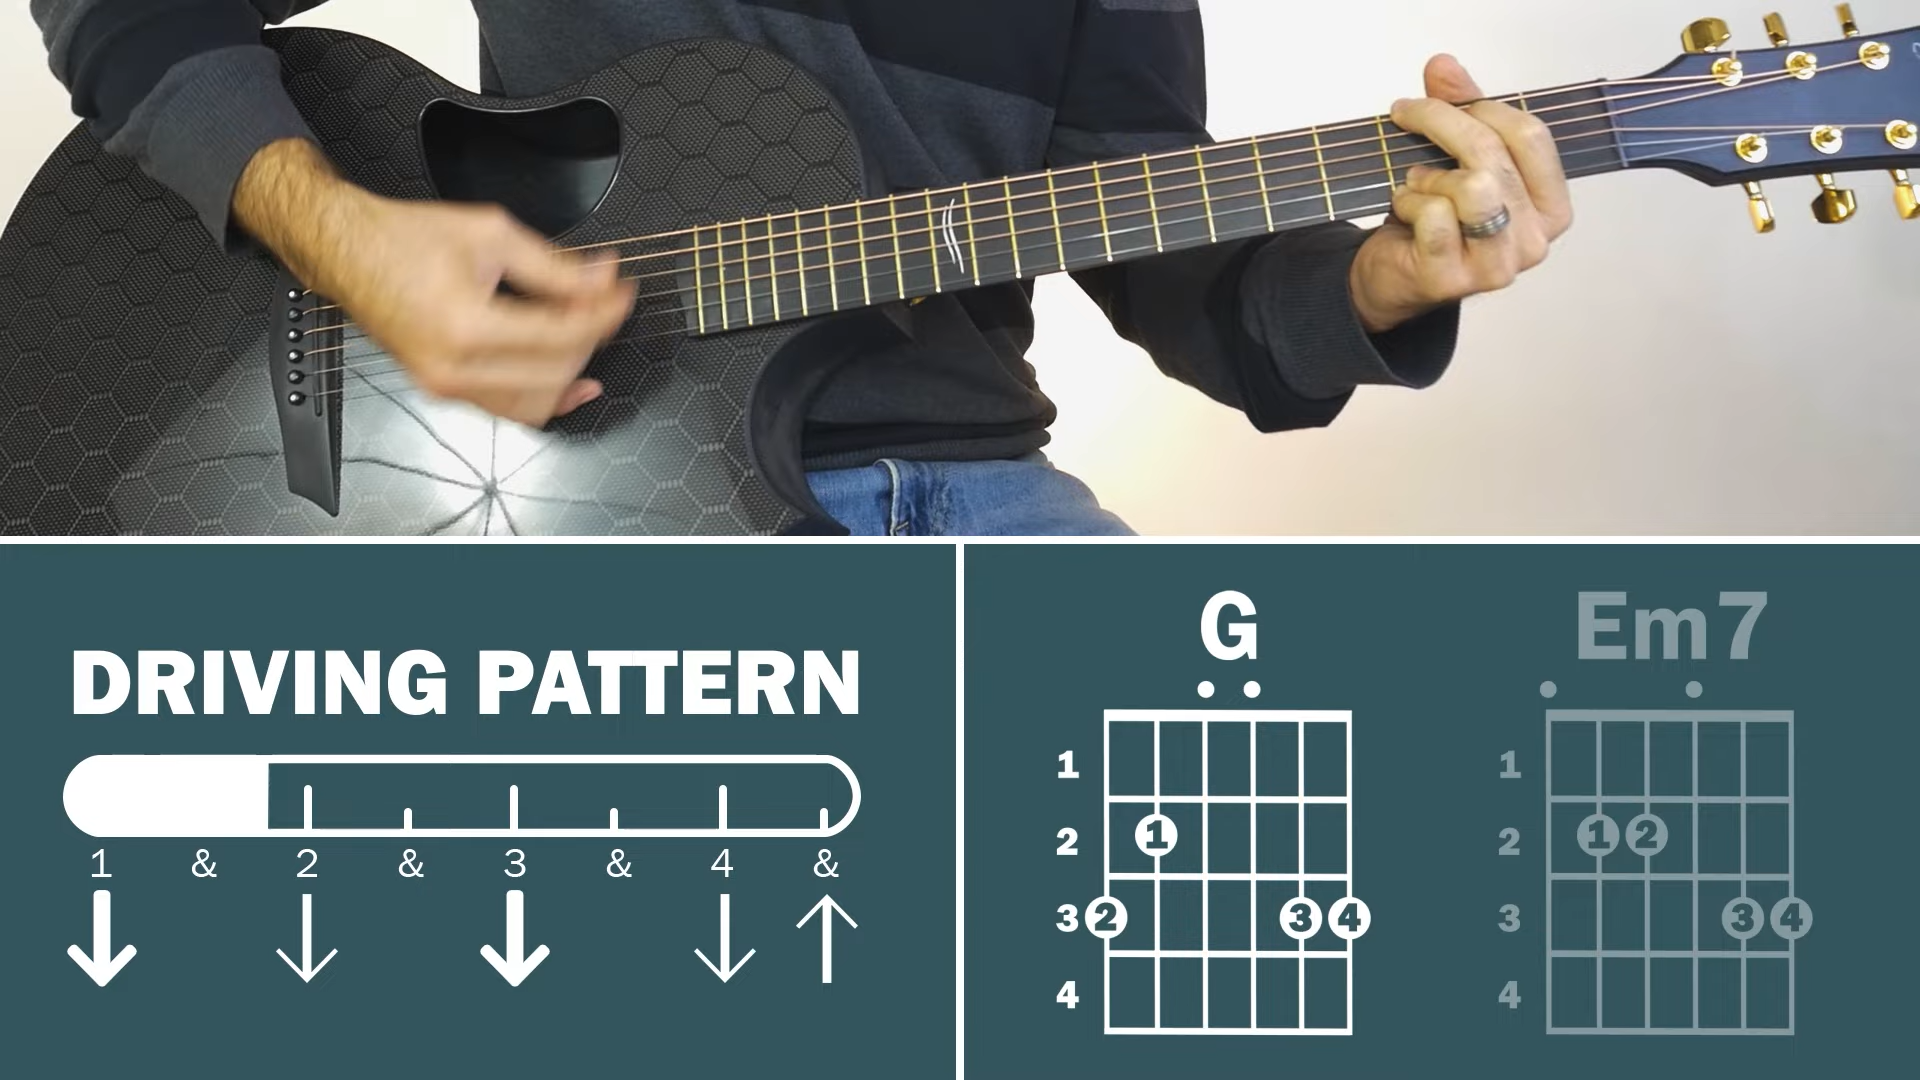 DRIVING PATTERN
1 & 2 & 3 & 4 &
G
1
2 1
3 2 3 4
4
Em7
1
2 1 2
3 3 4
4